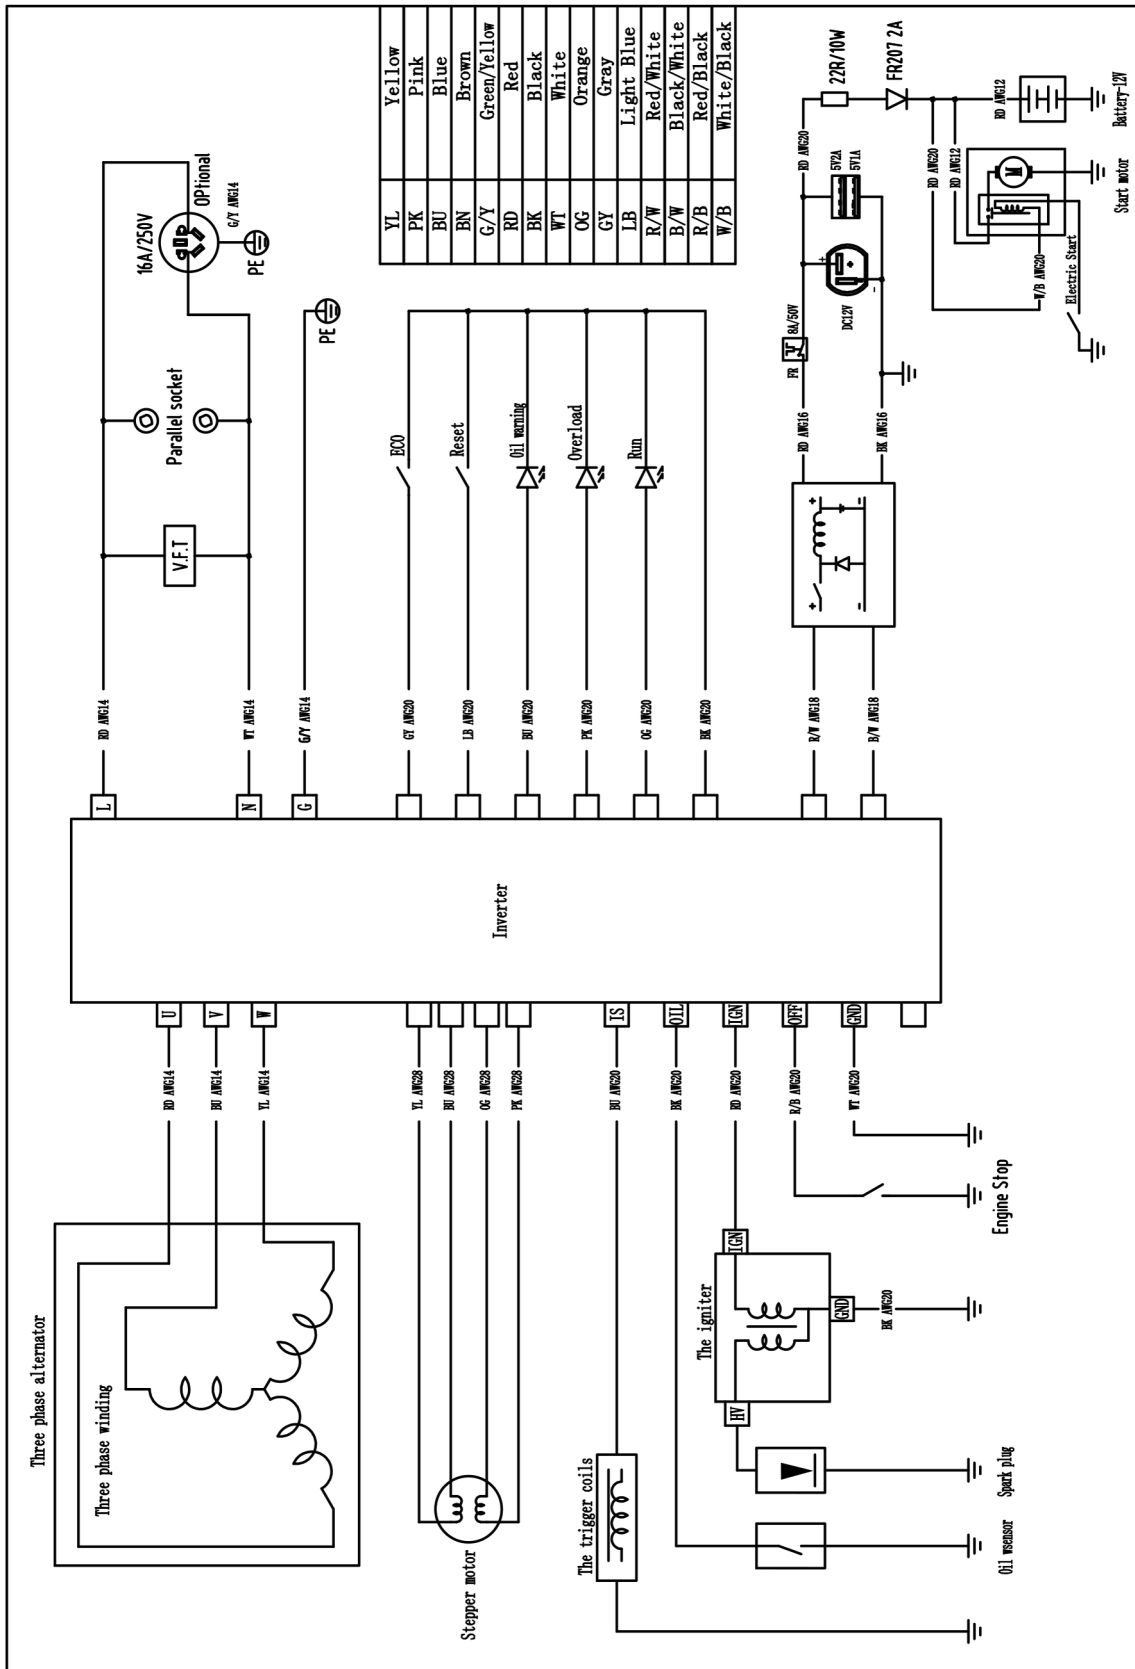 Three phase alternator
Three phase winding
RD AWG14
BU AWG14
YL AWG14
U
V
W
Stepper motor
YL AWG28
BU AWG28
OG AWG28
PK AWG28
The trigger coils
BU AWG20
IS
BK AWG20
OIL
RD AWG20
IGN
R/B AWG20
OFF
WT AWG20
GND
The igniter
IGN
HV
GND
BK AWG20
Oil wsensor
Spark plug
Engine Stop
Inverter
L
N
G
RD AWG14
WT AWG14
G/Y AWG14
V.F.T
Parallel socket
16A/250V
OPtional
G/Y AWG14
PE
PE
GY AWG20
ECO
LB AWG20
Reset
BU AWG20
Oil warning
PK AWG20
Overload
OG AWG20
Run
BK AWG20
R/W AWG18
B/W AWG18
+
+
−
−
RD AWG16
BK AWG16
FR
8A/50V
DC12V
+
+
-
5V2A
5V1A
RD AWG20
22R/10W
FR207 2A
RD AWG20
RD AWG12
RD AWG12
W/B AWG20
M
Electric Start
Start motor
Battery-12V
YL Yellow
PK Pink
BU Blue
BN Brown
G/Y Green/Yellow
RD Red
BK Black
WT White
OG Orange
GY Gray
LB Light Blue
R/W Red/White
B/W Black/White
R/B Red/Black
W/B White/Black